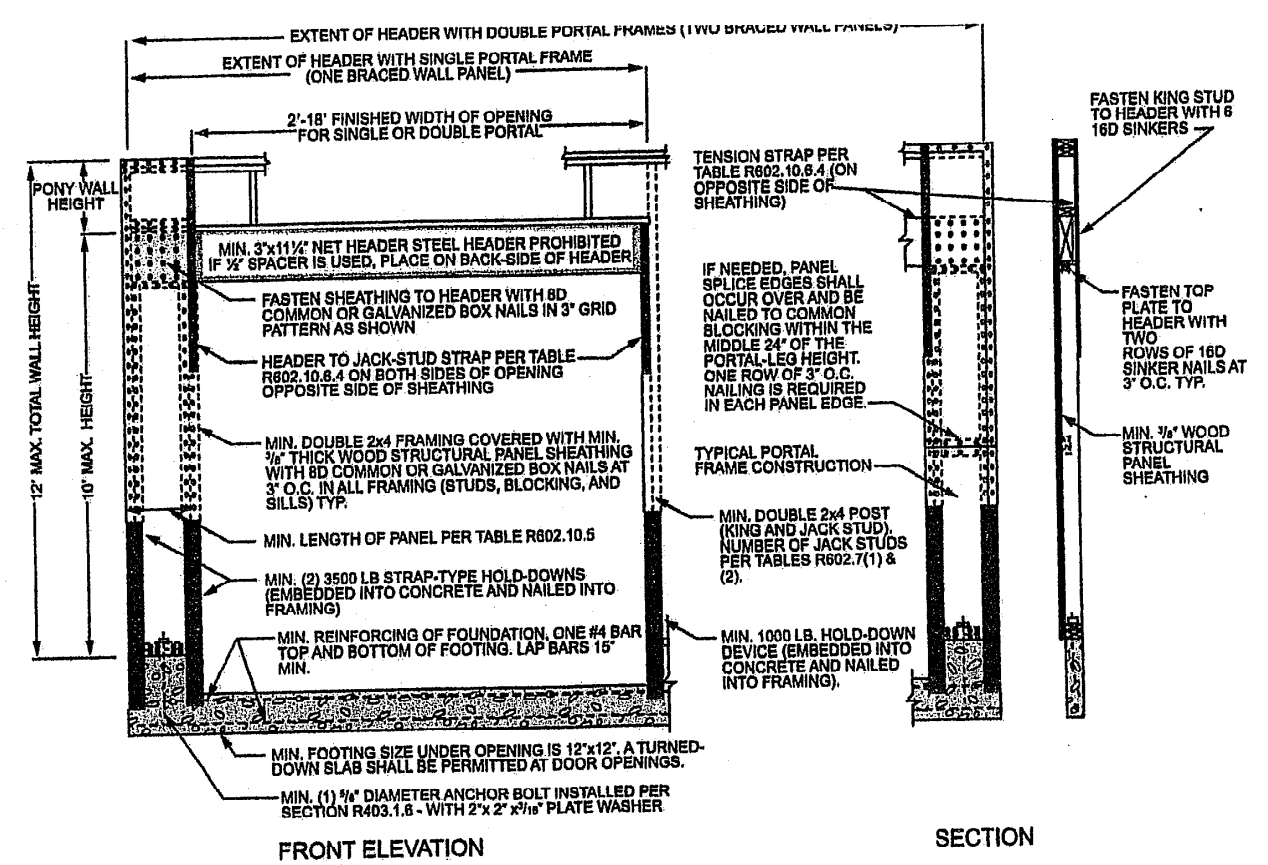 EXTENT OF HEADER WITH DOUBLE PORTAL FRAMES (TWO BRACED WALL PANELS)
EXTENT OF HEADER WITH SINGLE PORTAL FRAME
(ONE BRACED WALL PANEL)
2'-18' FINISHED WIDTH OF OPENING
FOR SINGLE OR DOUBLE PORTAL
PONY WALL
HEIGHT
12' MAX. TOTAL WALL HEIGHT
10' MAX. HEIGHT
MIN. 3"x11¼" NET HEADER STEEL HEADER PROHIBITED
IF ½" SPACER IS USED, PLACE ON BACK-SIDE OF HEADER
FASTEN SHEATHING TO HEADER WITH 8D
COMMON OR GALVANIZED BOX NAILS IN 3" GRID
PATTERN AS SHOWN
HEADER TO JACK-STUD STRAP PER TABLE
R602.10.6.4 ON BOTH SIDES OF OPENING
OPPOSITE SIDE OF SHEATHING
MIN. DOUBLE 2x4 FRAMING COVERED WITH MIN.
⅜" THICK WOOD STRUCTURAL PANEL SHEATHING
WITH 8D COMMON OR GALVANIZED BOX NAILS AT
3" O.C. IN ALL FRAMING (STUDS, BLOCKING, AND
SILLS) TYP.
MIN. LENGTH OF PANEL PER TABLE R602.10.5
MIN. (2) 3500 LB STRAP-TYPE HOLD-DOWNS
(EMBEDDED INTO CONCRETE AND NAILED INTO
FRAMING)
MIN. REINFORCING OF FOUNDATION, ONE #4 BAR
TOP AND BOTTOM OF FOOTING. LAP BARS 15"
MIN.
MIN. FOOTING SIZE UNDER OPENING IS 12"x12". A TURNED-
DOWN SLAB SHALL BE PERMITTED AT DOOR OPENINGS.
MIN. (1) ⅝" DIAMETER ANCHOR BOLT INSTALLED PER
SECTION R403.1.6 - WITH 2"x 2" x³/₁₆" PLATE WASHER
FRONT ELEVATION
TENSION STRAP PER
TABLE R602.10.6.4 (ON
OPPOSITE SIDE OF
SHEATHING)
IF NEEDED, PANEL
SPLICE EDGES SHALL
OCCUR OVER AND BE
NAILED TO COMMON
BLOCKING WITHIN THE
MIDDLE 24" OF THE
PORTAL-LEG HEIGHT.
ONE ROW OF 3" O.C.
NAILING IS REQUIRED
IN EACH PANEL EDGE.
TYPICAL PORTAL
FRAME CONSTRUCTION
MIN. DOUBLE 2x4 POST
(KING AND JACK STUD).
NUMBER OF JACK STUDS
PER TABLES R602.7(1) &
(2).
MIN. 1000 LB. HOLD-DOWN
DEVICE (EMBEDDED INTO
CONCRETE AND NAILED
INTO FRAMING).
FASTEN KING STUD
TO HEADER WITH 6
16D SINKERS
FASTEN TOP
PLATE TO
HEADER WITH
TWO
ROWS OF 16D
SINKER NAILS AT
3" O.C. TYP.
MIN. ⅜" WOOD
STRUCTURAL
PANEL
SHEATHING
SECTION